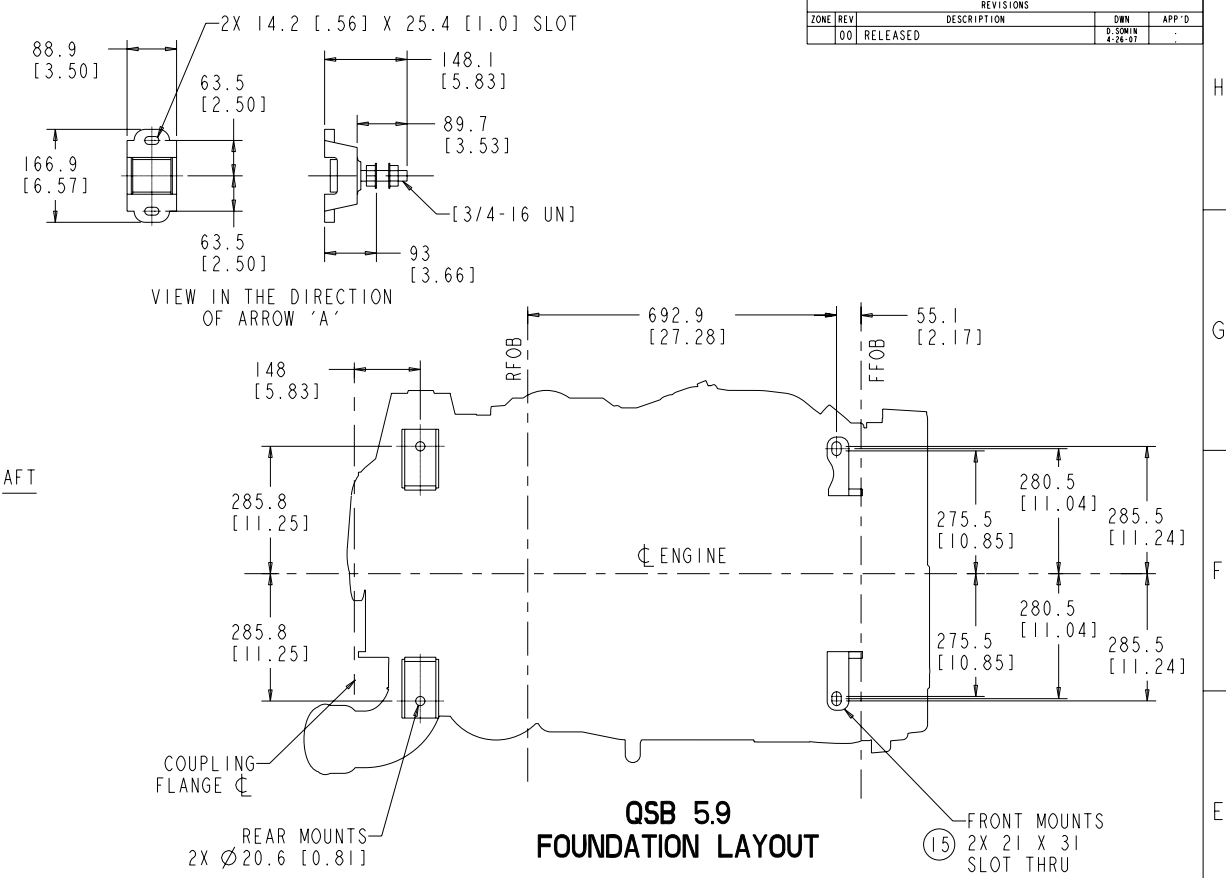 REVISIONS
ZONE REV DESCRIPTION DWN APP'D
00 RELEASED D.SOMIN
4-26-07
2X 14.2 [.56] X 25.4 [1.0] SLOT
88.9
[3.50]
63.5
[2.50]
166.9
[6.57]
63.5
[2.50]
148.1
[5.83]
89.7
[3.53]
[3/4-16 UN]
93
[3.66]
VIEW IN THE DIRECTION
OF ARROW 'A'
H
G
F
E
692.9
[27.28]
55.1
[2.17]
RFOB
FFOB
148
[5.83]
AFT
285.8
[11.25]
285.8
[11.25]
℄ ENGINE
280.5
[11.04]
275.5
[10.85]
285.5
[11.24]
280.5
[11.04]
275.5
[10.85]
285.5
[11.24]
COUPLING
FLANGE ℄
REAR MOUNTS
2X Ø20.6 [0.81]
QSB 5.9
FOUNDATION LAYOUT
FRONT MOUNTS
15 2X 21 X 31
SLOT THRU